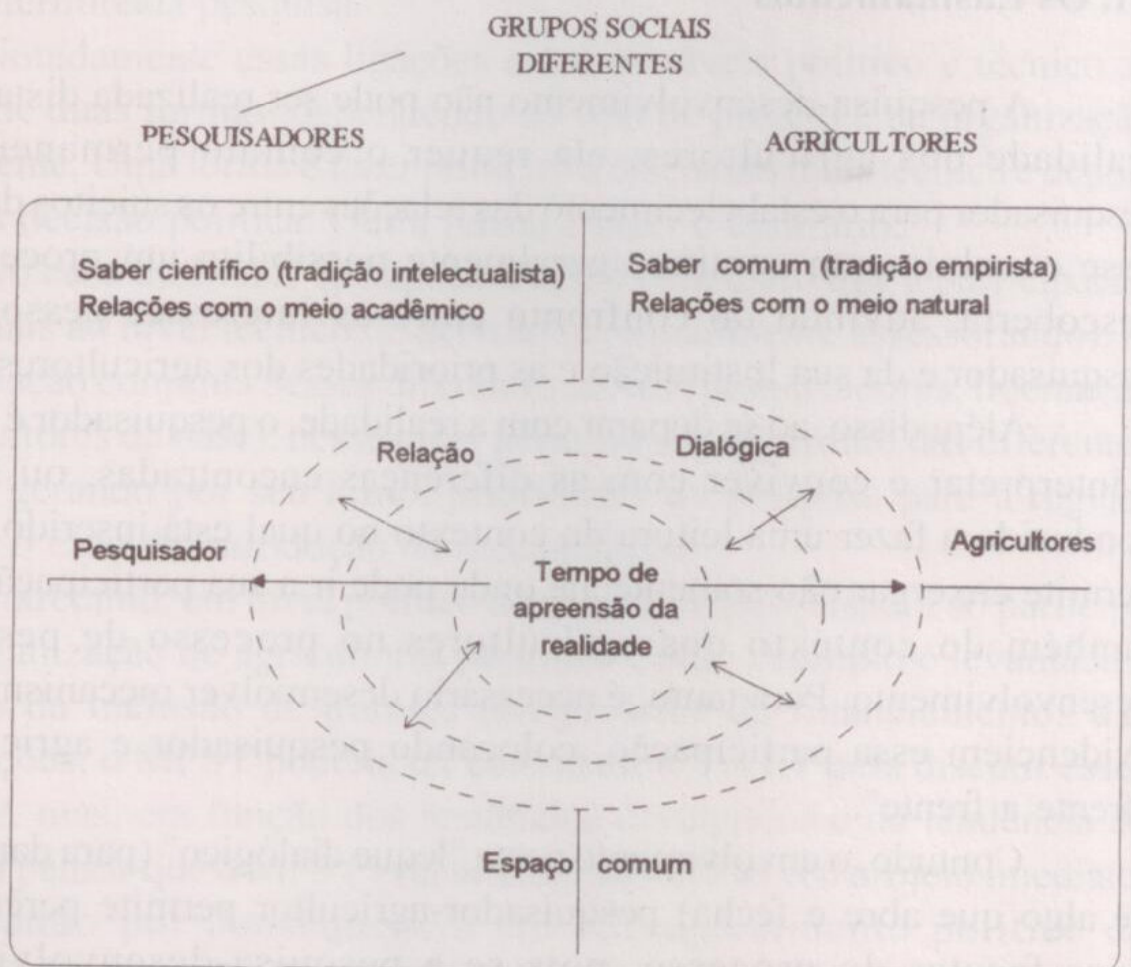 GRUPOS SOCIAIS
DIFERENTES
PESQUISADORES
AGRICULTORES
Saber científico (tradição intelectualista)
Relações com o meio acadêmico
Saber comum (tradição empirista)
Relações com o meio natural
Relação
Dialógica
Pesquisador
Agricultores
Tempo de
apreensão da
realidade
Espaço
comum